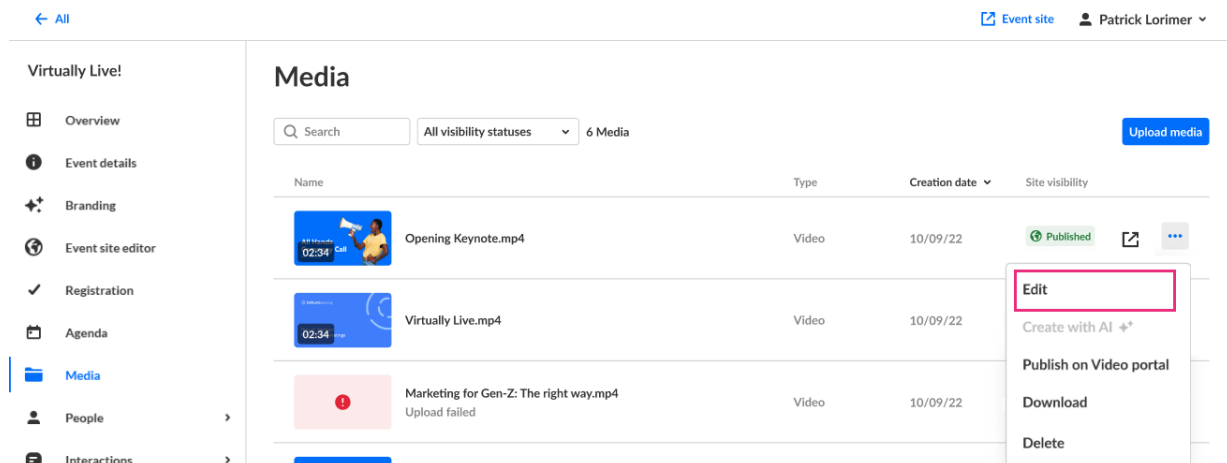 All
Event site
Patrick Lorimer
Virtually Live!
Overview
Event details
Branding
Event site editor
Registration
Agenda
Media
People
Interactions
Media
Search
All visibility statuses
6 Media
Upload media
Name Type Creation date Site visibility
02:34
Opening Keynote.mp4 Video 10/09/22 Published
02:34
Virtually Live.mp4 Video 10/09/22
Marketing for Gen-Z: The right way.mp4 Video 10/09/22
Upload failed
Edit
Create with AI
Publish on Video portal
Download
Delete